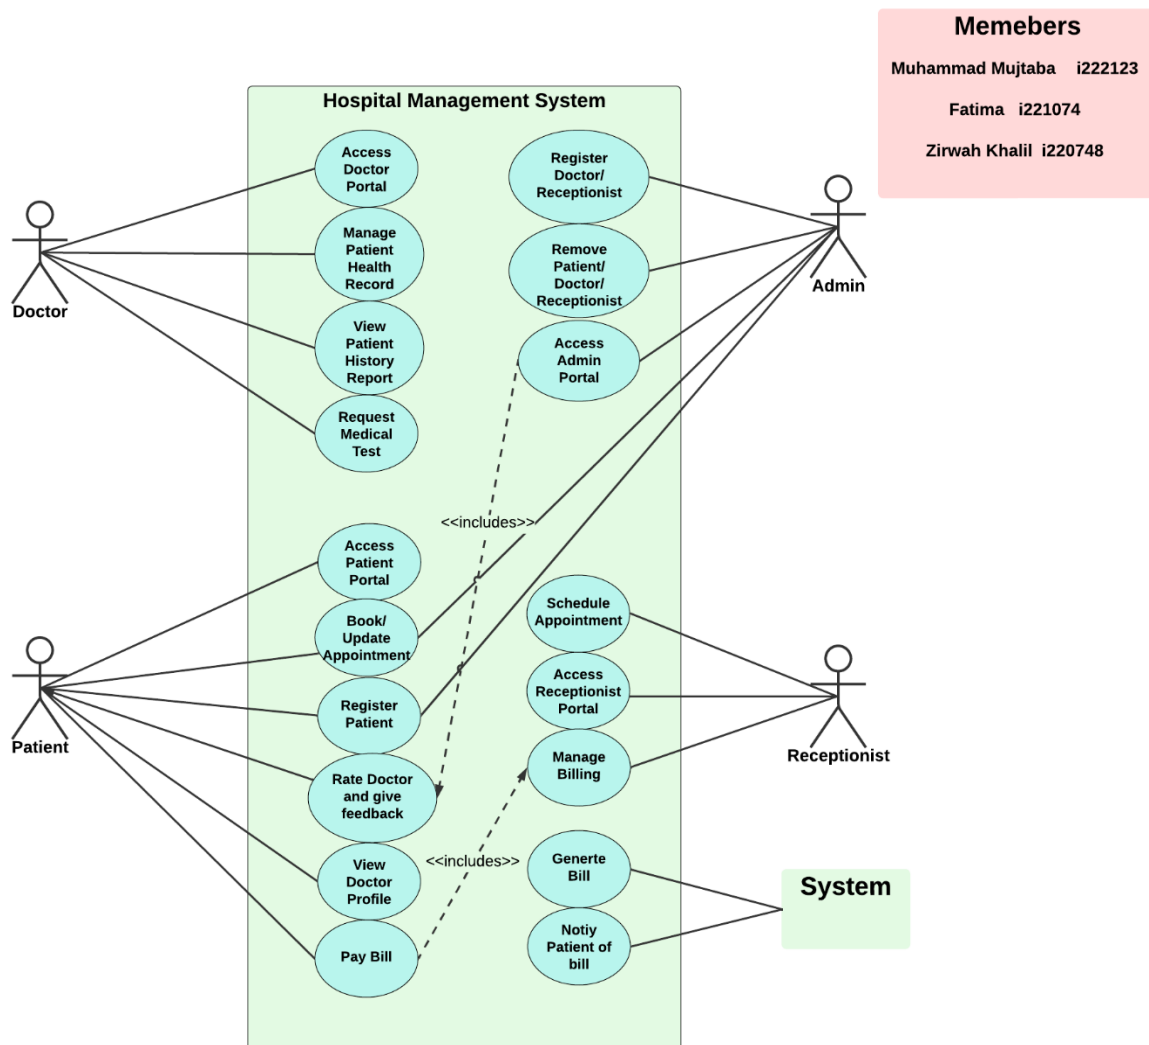 Memebers
Muhammad Mujtaba i222123
Fatima i221074
Zirwah Khalil i220748
Hospital Management System
Access
Doctor
Portal
Manage
Patient
Health
Record
View
Patient
History
Report
Request
Medical
Test
Register
Doctor/
Receptionist
Remove
Patient/
Doctor/
Receptionist
Access
Admin
Portal
Doctor
Admin
<<includes>>
Access
Patient
Portal
Book/
Update
Appointment
Register
Patient
Rate Doctor
and give
feedback
View
Doctor
Profile
Pay Bill
Schedule
Appointment
Access
Receptionist
Portal
Manage
Billing
<<includes>>
Generte
Bill
Notiy
Patient of
bill
Patient
Receptionist
System